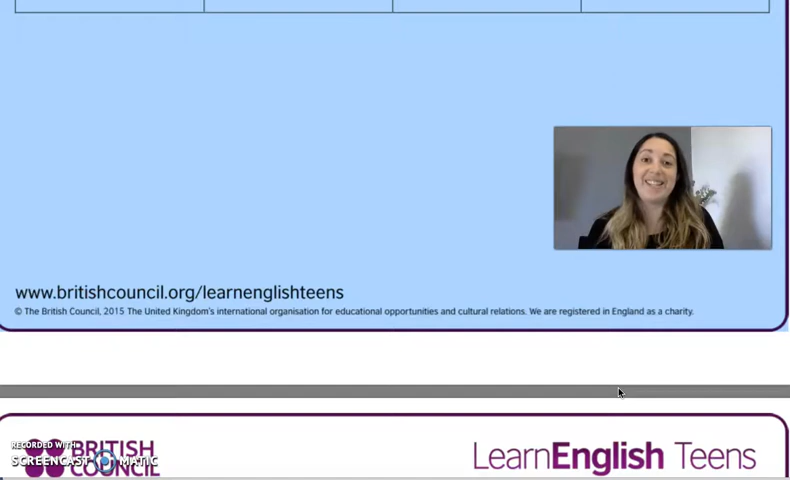 www.britishcouncil.org/learnenglishteens
© The British Council, 2015 The United Kingdom's international organisation for educational opportunities and cultural relations. We are registered in England as a charity.
BRITISH
COUNCIL
LearnEnglish Teens
RECORDED WITH
SCREENCAST MATIC